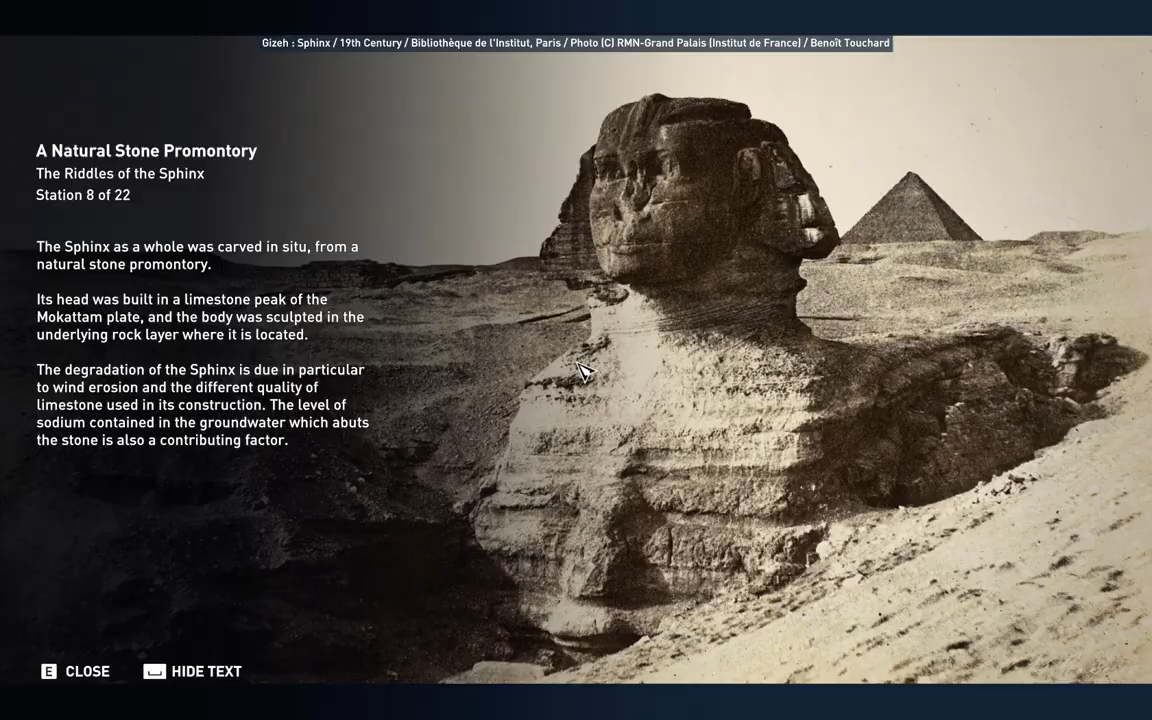 Gizeh : Sphinx / 19th Century / Bibliothèque de l'Institut, Paris / Photo (C) RMN-Grand Palais (Institut de France) / Benoît Touchard
A Natural Stone Promontory
The Riddles of the Sphinx
Station 8 of 22
The Sphinx as a whole was carved in situ, from a
natural stone promontory.
Its head was built in a limestone peak of the
Mokattam plate, and the body was sculpted in the
underlying rock layer where it is located.
The degradation of the Sphinx is due in particular
to wind erosion and the different quality of
limestone used in its construction. The level of
sodium contained in the groundwater which abuts
the stone is also a contributing factor.
E CLOSE HIDE TEXT